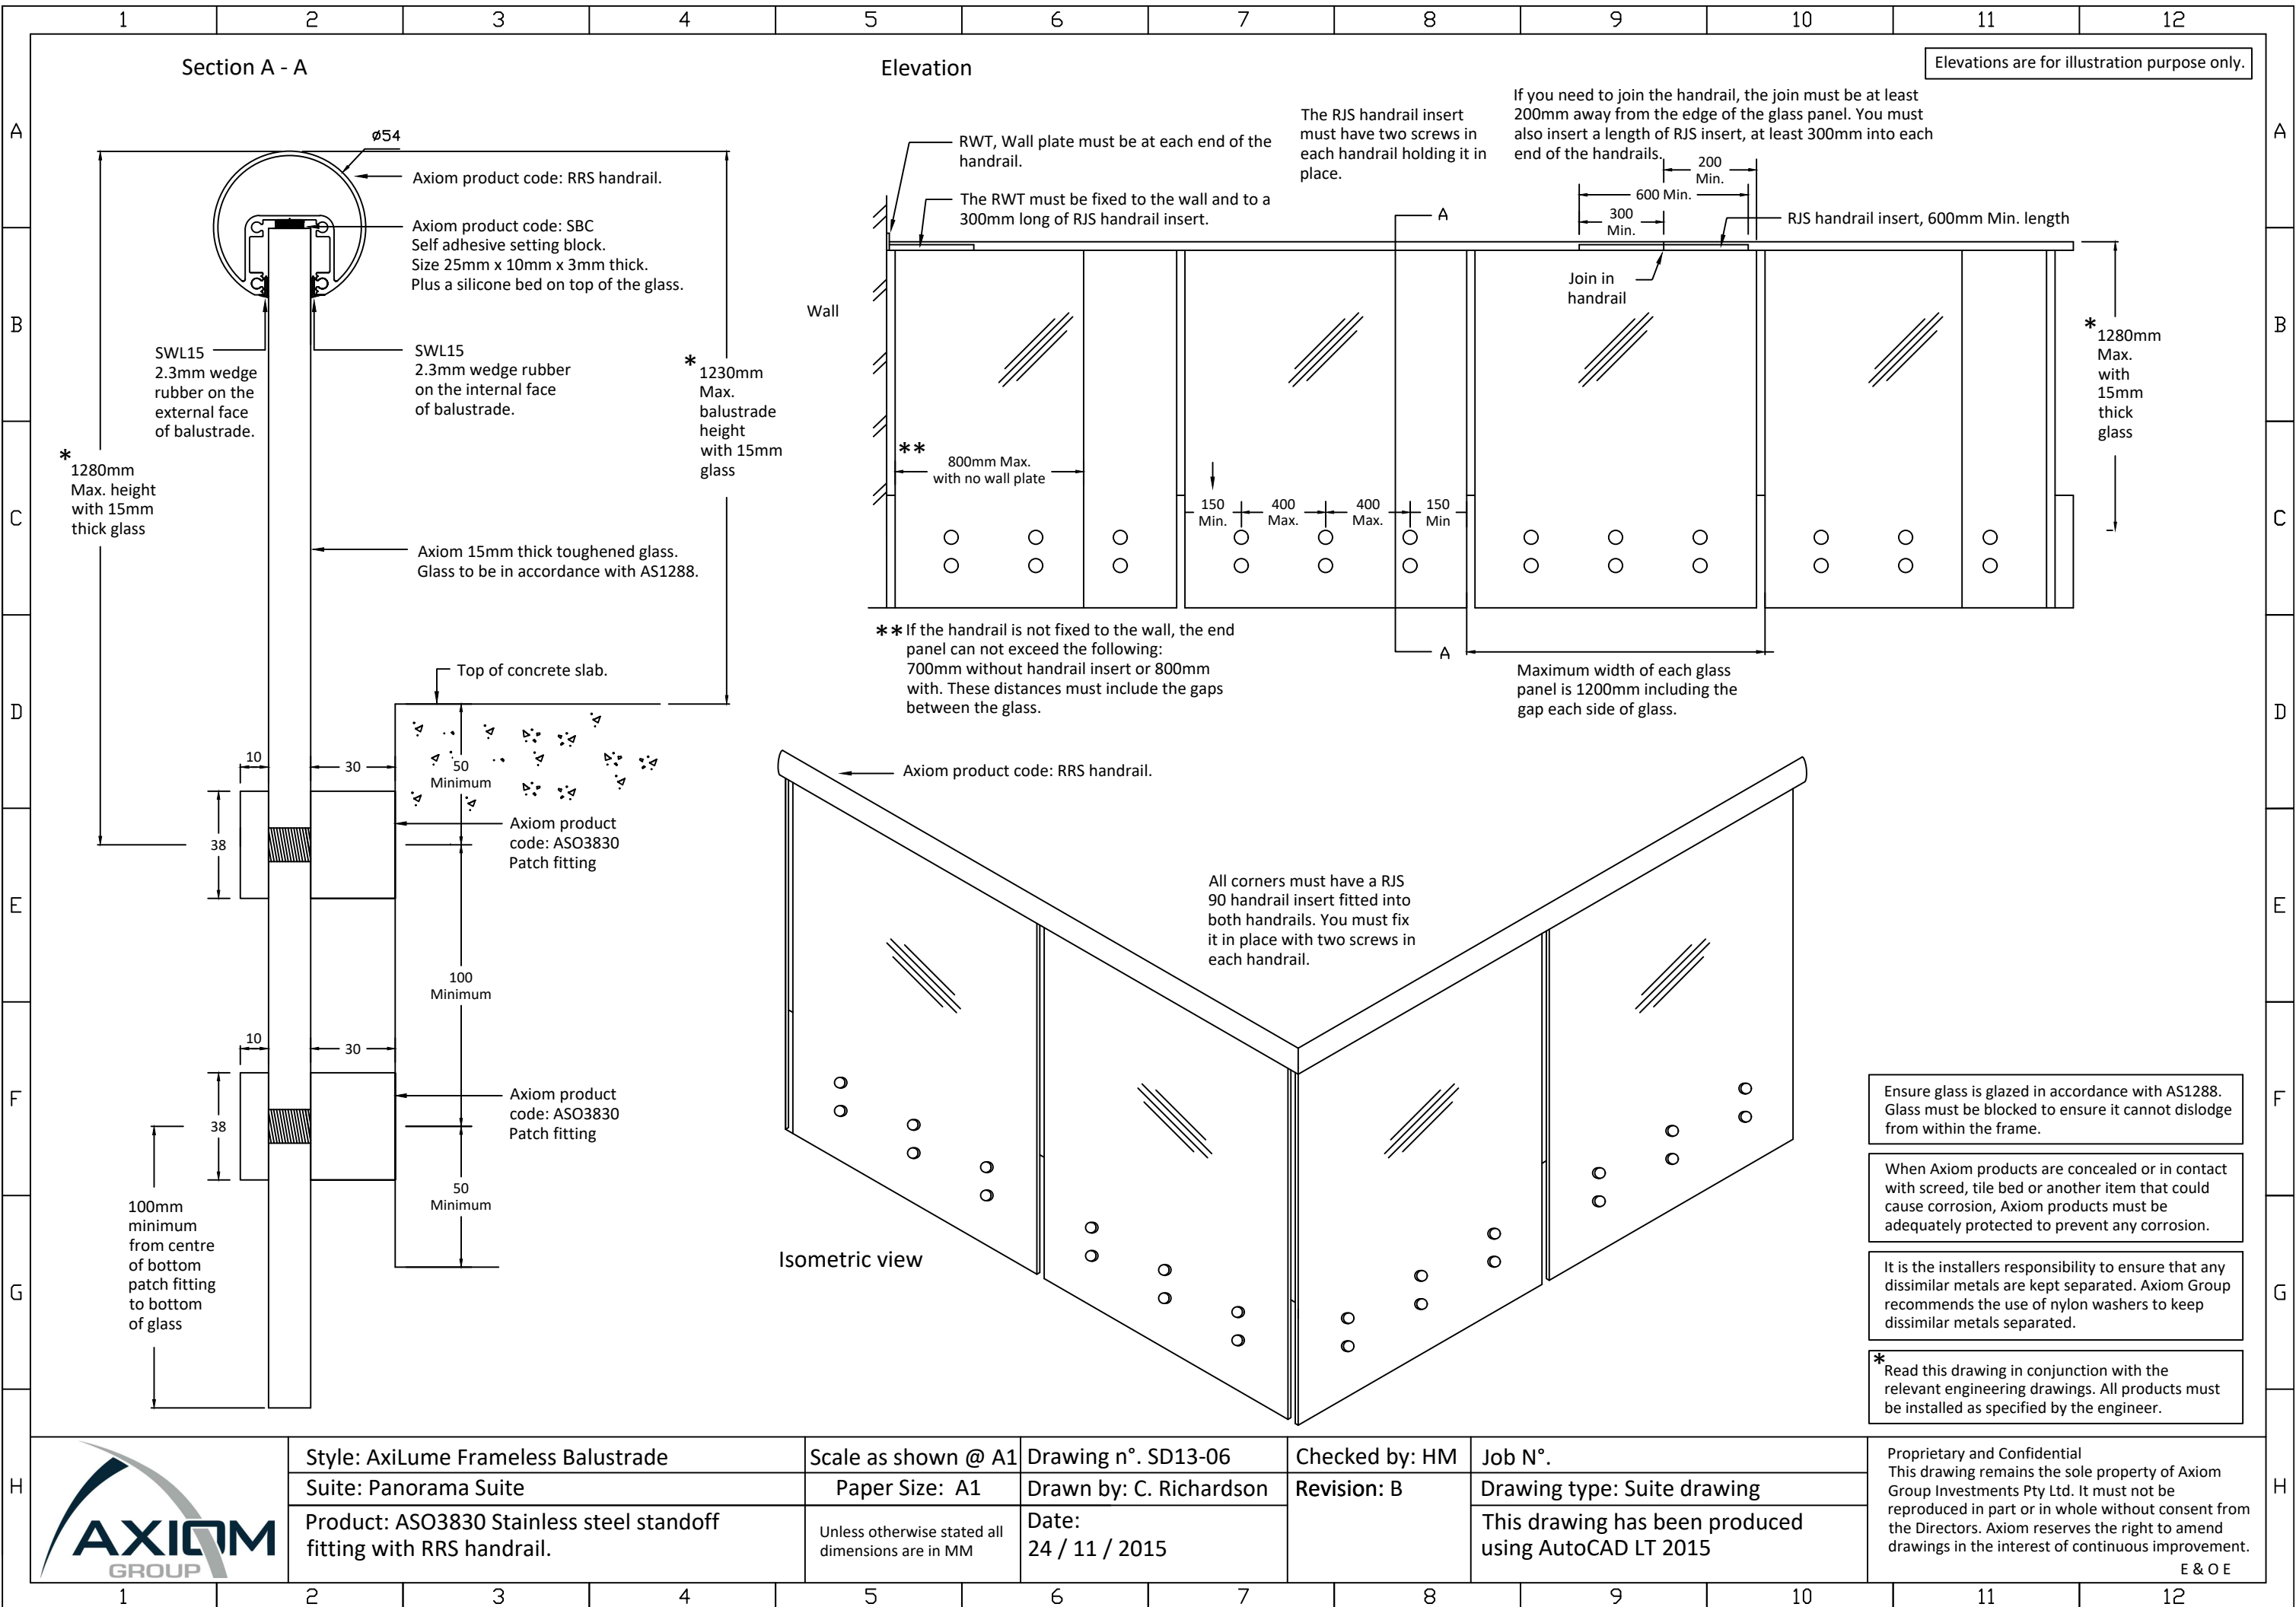 1 2 3 4 5 6 7 8 9 10 11 12
A
B
C
D
E
F
G
H
Section A - A
ø54
Axiom product code: RRS handrail.
Axiom product code: SBC
Self adhesive setting block.
Size 25mm x 10mm x 3mm thick.
Plus a silicone bed on top of the glass.
SWL15
2.3mm wedge
rubber on the
external face
of balustrade.
SWL15
2.3mm wedge rubber
on the internal face
of balustrade.
*
1230mm
Max.
balustrade
height
with 15mm
glass
*
1280mm
Max. height
with 15mm
thick glass
Axiom 15mm thick toughened glass.
Glass to be in accordance with AS1288.
Top of concrete slab.
10
30
50
Minimum
38
Axiom product
code: ASO3830
Patch fitting
100
Minimum
10
30
38
Axiom product
code: ASO3830
Patch fitting
50
Minimum
100mm
minimum
from centre
of bottom
patch fitting
to bottom
of glass
Elevation
Elevations are for illustration purpose only.
RWT, Wall plate must be at each end of the
handrail.
The RWT must be fixed to the wall and to a
300mm long of RJS handrail insert.
The RJS handrail insert
must have two screws in
each handrail holding it in
place.
If you need to join the handrail, the join must be at least
200mm away from the edge of the glass panel. You must
also insert a length of RJS insert, at least 300mm into each
end of the handrails.
200
Min.
600 Min.
300
Min.
RJS handrail insert, 600mm Min. length
A
Join in
handrail
Wall
*
1280mm
Max.
with
15mm
thick
glass
**
800mm Max.
with no wall plate
150
Min.
400
Max.
400
Max.
150
Min
A
** If the handrail is not fixed to the wall, the end
panel can not exceed the following:
700mm without handrail insert or 800mm
with. These distances must include the gaps
between the glass.
Maximum width of each glass
panel is 1200mm including the
gap each side of glass.
Axiom product code: RRS handrail.
All corners must have a RJS
90 handrail insert fitted into
both handrails. You must fix
it in place with two screws in
each handrail.
Isometric view
Ensure glass is glazed in accordance with AS1288.
Glass must be blocked to ensure it cannot dislodge
from within the frame.
When Axiom products are concealed or in contact
with screed, tile bed or another item that could
cause corrosion, Axiom products must be
adequately protected to prevent any corrosion.
It is the installers responsibility to ensure that any
dissimilar metals are kept separated. Axiom Group
recommends the use of nylon washers to keep
dissimilar metals separated.
*
Read this drawing in conjunction with the
relevant engineering drawings. All products must
be installed as specified by the engineer.
AXIOM
GROUP
Style: AxiLume Frameless Balustrade
Suite: Panorama Suite
Product: ASO3830 Stainless steel standoff
fitting with RRS handrail.
Scale as shown @ A1
Paper Size: A1
Unless otherwise stated all
dimensions are in MM
Drawing n°. SD13-06
Drawn by: C. Richardson
Date:
24 / 11 / 2015
Checked by: HM
Revision: B
Job N°.
Drawing type: Suite drawing
This drawing has been produced
using AutoCAD LT 2015
Proprietary and Confidential
This drawing remains the sole property of Axiom
Group Investments Pty Ltd. It must not be
reproduced in part or in whole without consent from
the Directors. Axiom reserves the right to amend
drawings in the interest of continuous improvement.
E & O E
A
B
C
D
E
F
G
H
1 2 3 4 5 6 7 8 9 10 11 12